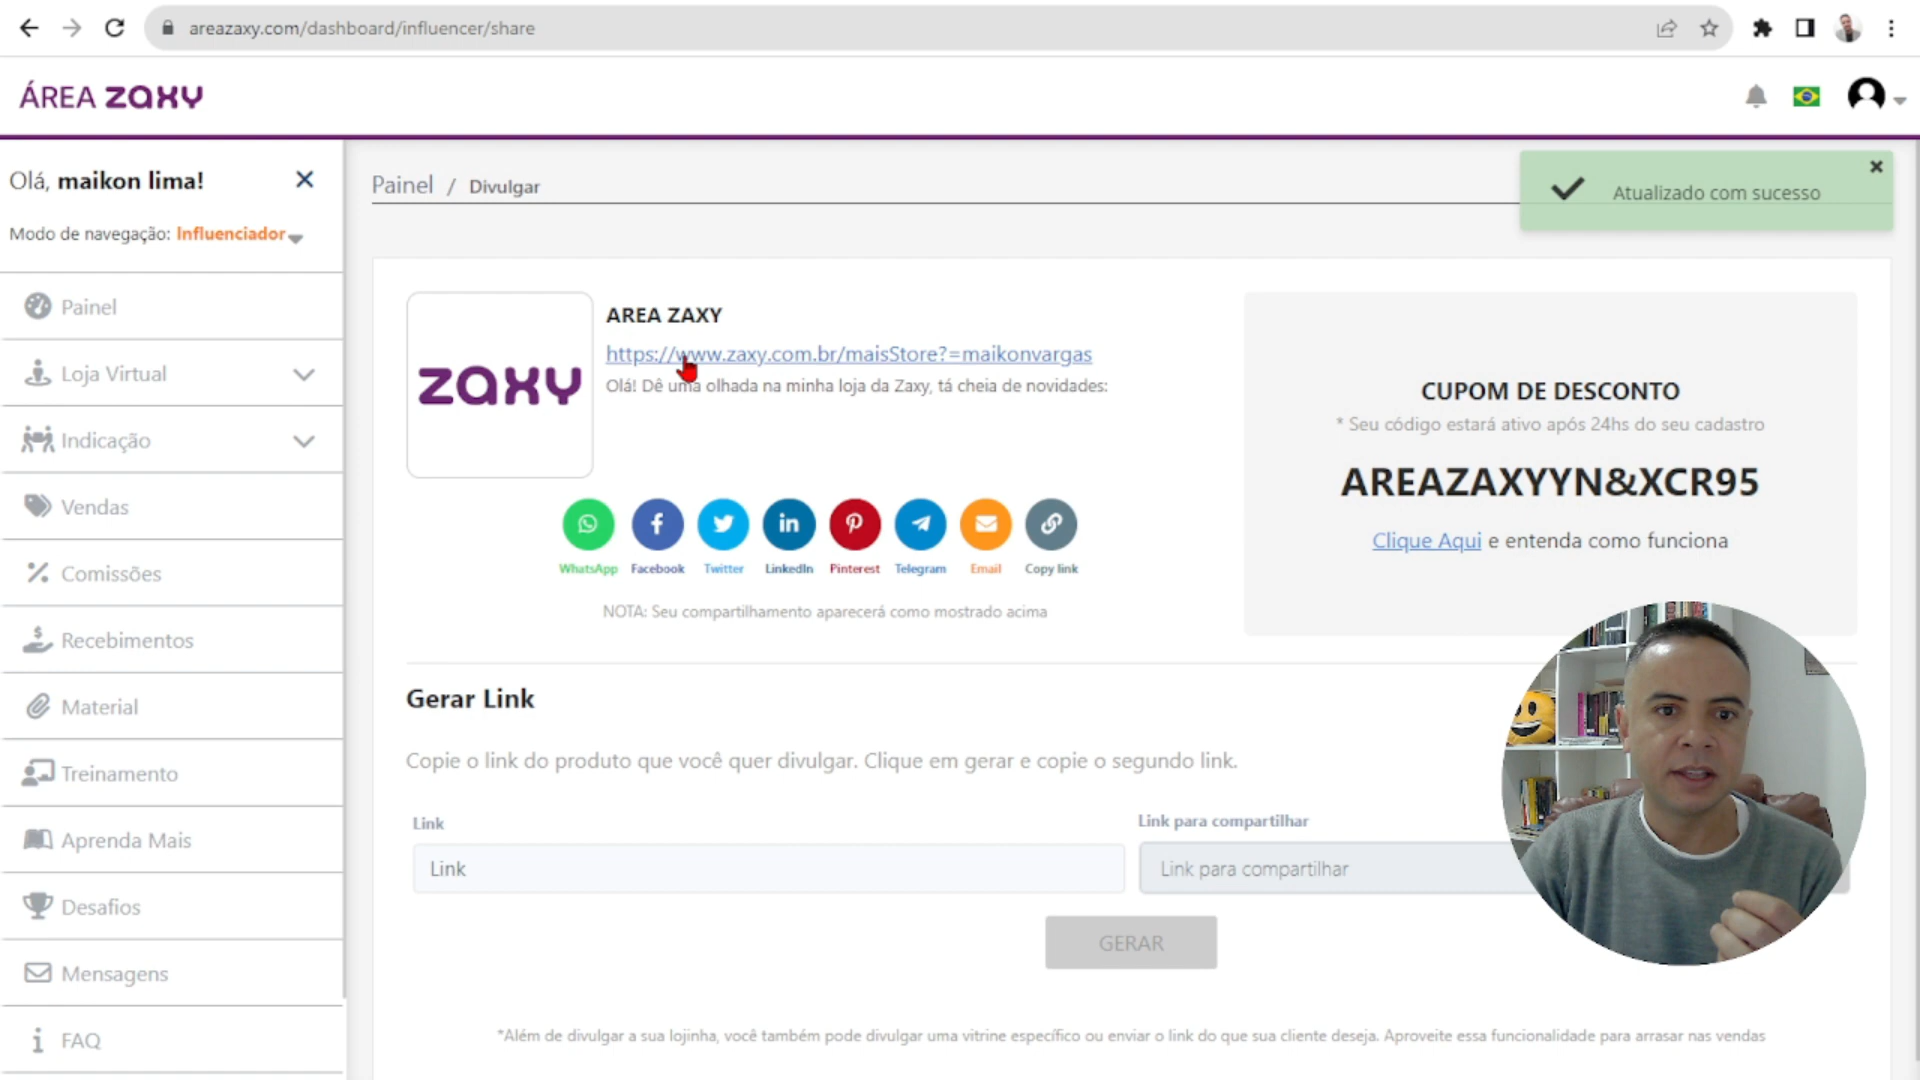 areazaxy.com/dashboard/influencer/share
ÁREA zaxy
Olá, maikon lima!
Modo de navegação: Influenciador
Painel
Loja Virtual
Indicação
Vendas
Comissões
Recebimentos
Material
Treinamento
Aprenda Mais
Desafios
Mensagens
FAQ
Painel / Divulgar
Atualizado com sucesso
zaxy
AREA ZAXY
https://www.zaxy.com.br/maisStore?=maikonvargas
Olá! Dê uma olhada na minha loja da Zaxy, tá cheia de novidades:
WhatsApp Facebook Twitter LinkedIn Pinterest Telegram Email Copy link
NOTA: Seu compartilhamento aparecerá como mostrado acima
CUPOM DE DESCONTO
* Seu código estará ativo após 24hs do seu cadastro
AREAZAXYYN&XCR95
Clique Aqui e entenda como funciona
Gerar Link
Copie o link do produto que você quer divulgar. Clique em gerar e copie o segundo link.
Link
Link
Link para compartilhar
Link para compartilhar
GERAR
*Além de divulgar a sua lojinha, você também pode divulgar uma vitrine específico ou enviar o link do que sua cliente deseja. Aproveite essa funcionalidade para arrasar nas vendas